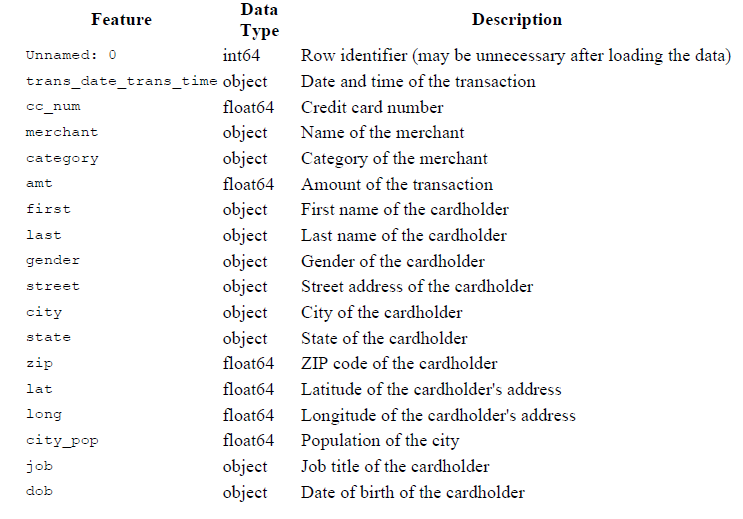 Feature Data Type Description
Unnamed: 0 int64 Row identifier (may be unnecessary after loading the data)
trans_date_trans_time object Date and time of the transaction
cc_num float64 Credit card number
merchant object Name of the merchant
category object Category of the merchant
amt float64 Amount of the transaction
first object First name of the cardholder
last object Last name of the cardholder
gender object Gender of the cardholder
street object Street address of the cardholder
city object City of the cardholder
state object State of the cardholder
zip float64 ZIP code of the cardholder
lat float64 Latitude of the cardholder's address
long float64 Longitude of the cardholder's address
city_pop float64 Population of the city
job object Job title of the cardholder
dob object Date of birth of the cardholder